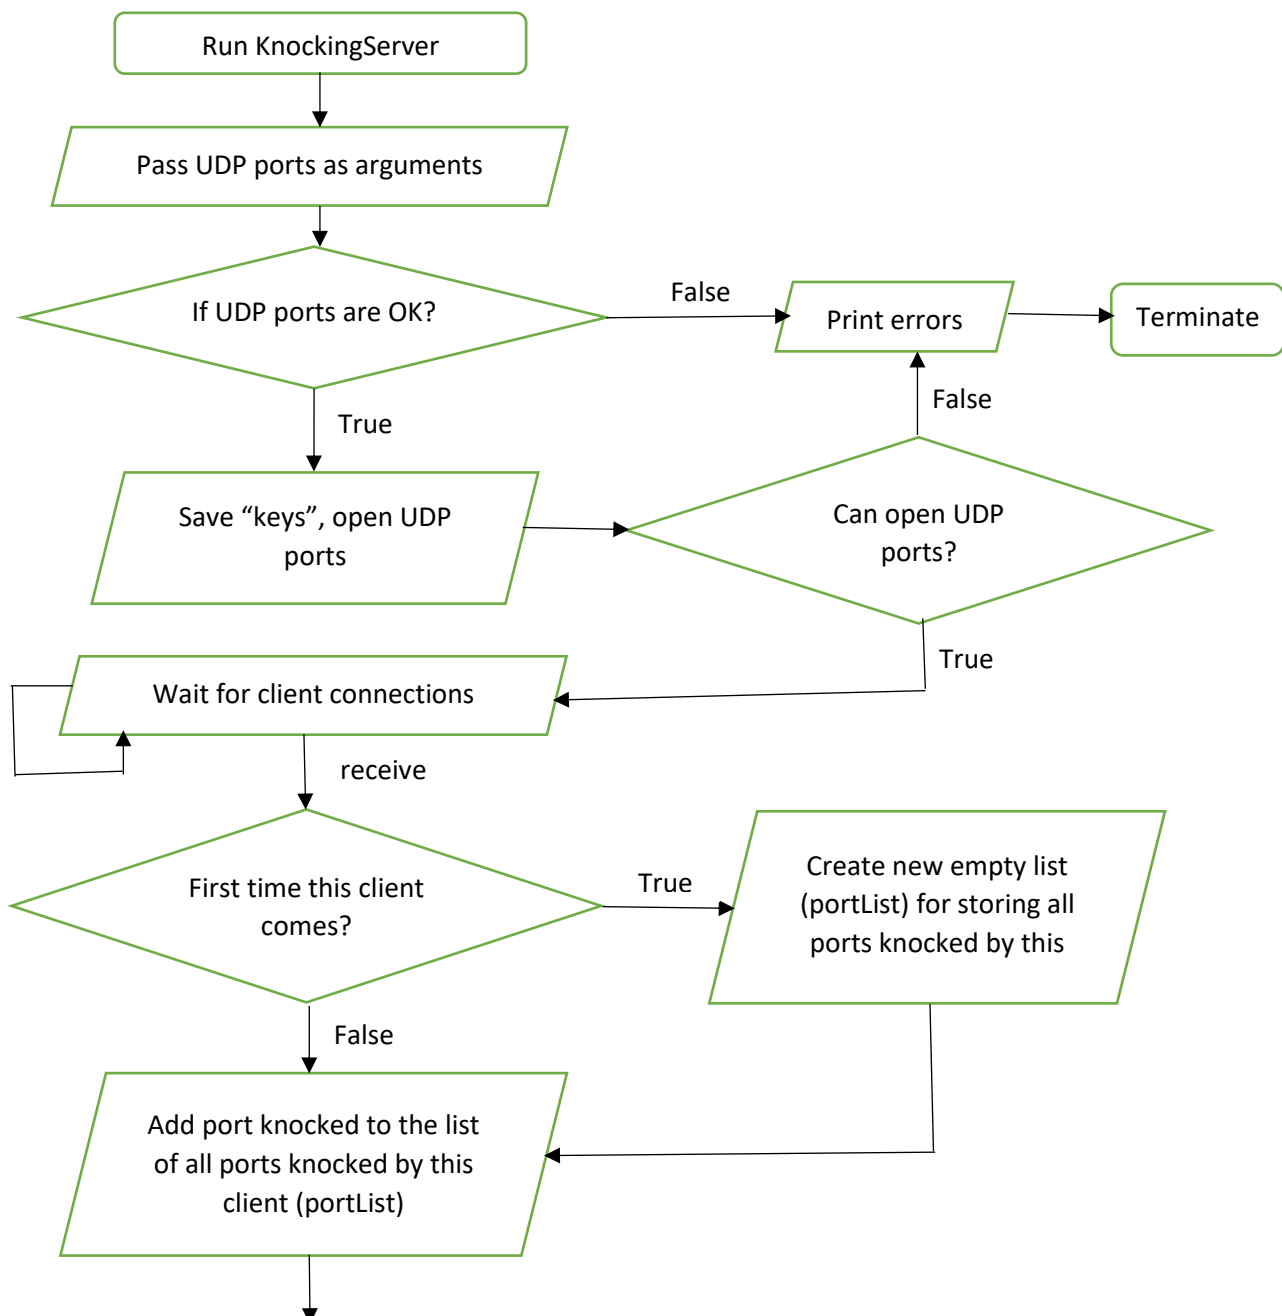 Run KnockingServer
Pass UDP ports as arguments
If UDP ports are OK?
False
Print errors
Terminate
True
False
Save “keys”, open UDP
ports
Can open UDP
ports?
True
Wait for client connections
receive
First time this client
comes?
True
Create new empty list
(portList) for storing all
ports knocked by this
False
Add port knocked to the list
of all ports knocked by this
client (portList)